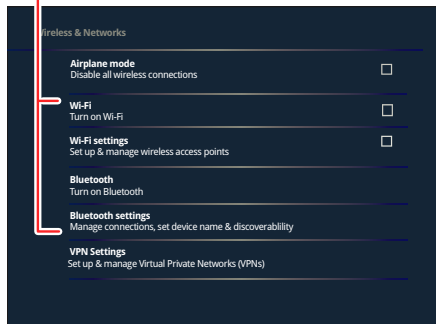 Wireless & Networks
Airplane mode
Disable all wireless connections
Wi-Fi
Turn on Wi-Fi
Wi-Fi settings
Set up & manage wireless access points
Bluetooth
Turn on Bluetooth
Bluetooth settings
Manage connections, set device name & discoverablility
VPN Settings
Set up & manage Virtual Private Networks (VPNs)